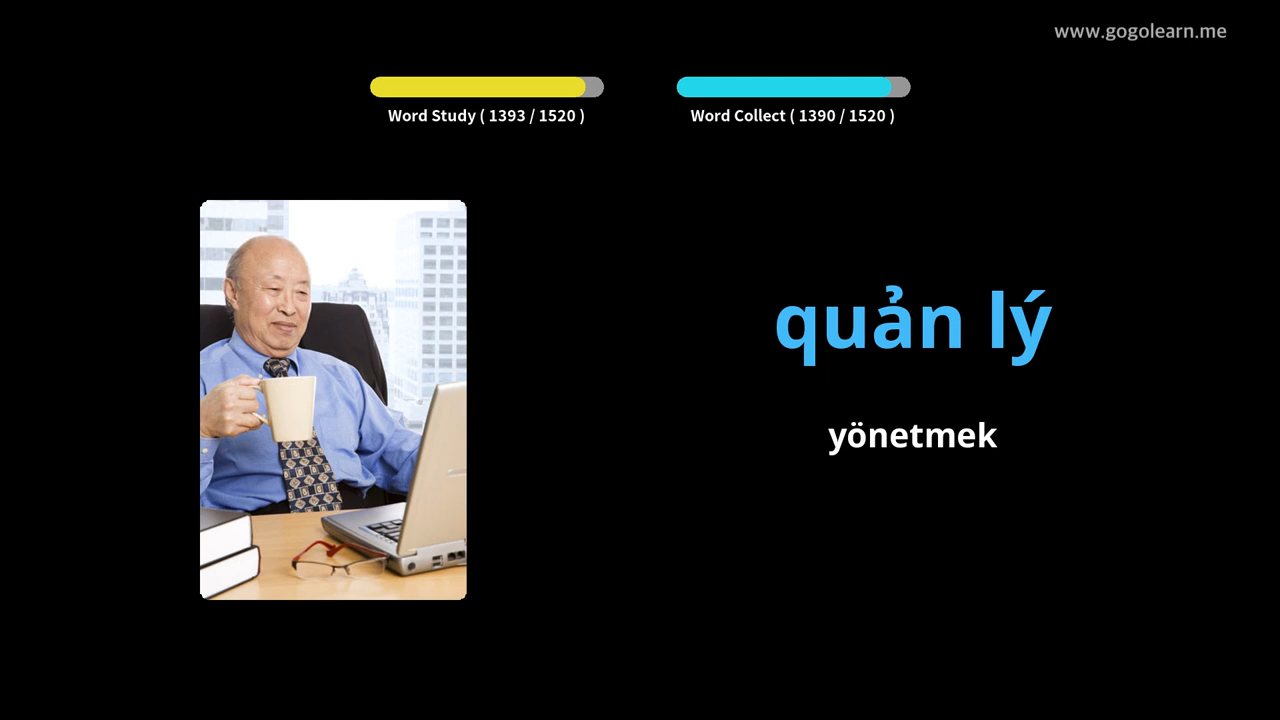 www.gogolearn.me
Word Study ( 1393 / 1520 )
Word Collect ( 1390 / 1520 )
quản lý
yönetmek